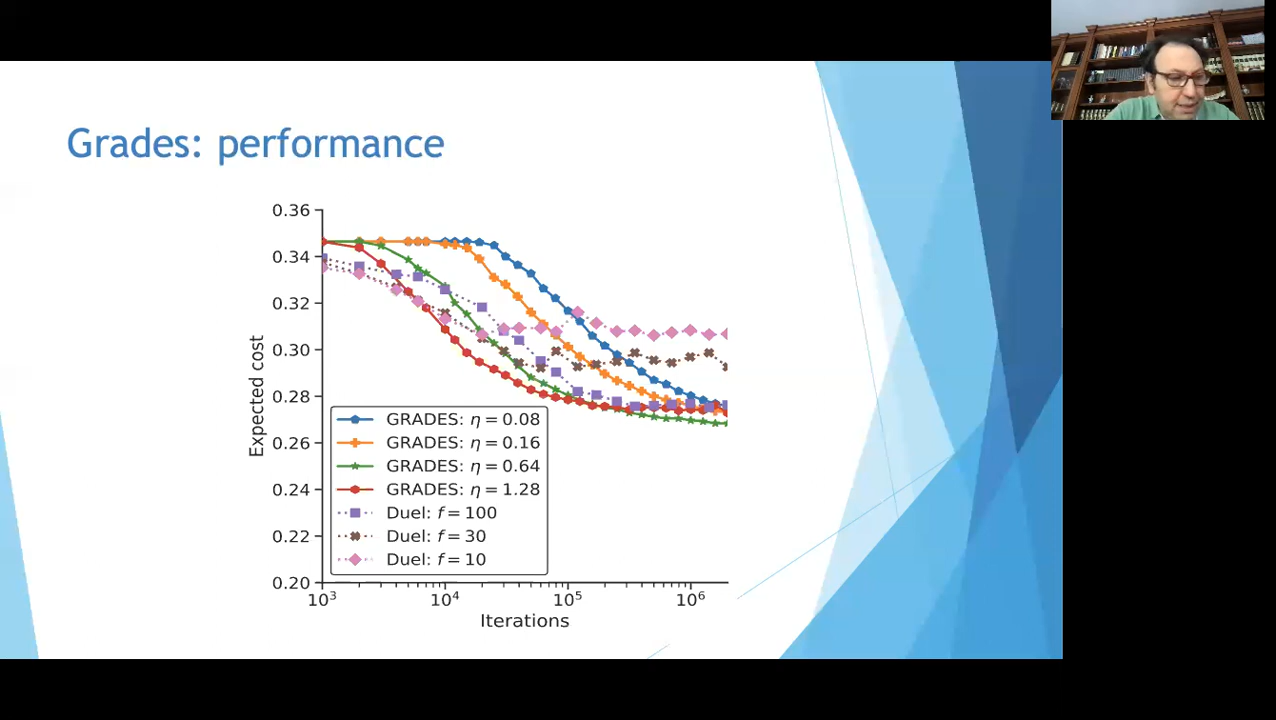 Grades: performance
0.36
0.34
0.32
0.30
0.28
0.26
0.24
0.22
0.20
Expected cost
GRADES: η = 0.08
GRADES: η = 0.16
GRADES: η = 0.64
GRADES: η = 1.28
Duel: f = 100
Duel: f = 30
Duel: f = 10
10³ 10⁴ 10⁵ 10⁶
Iterations